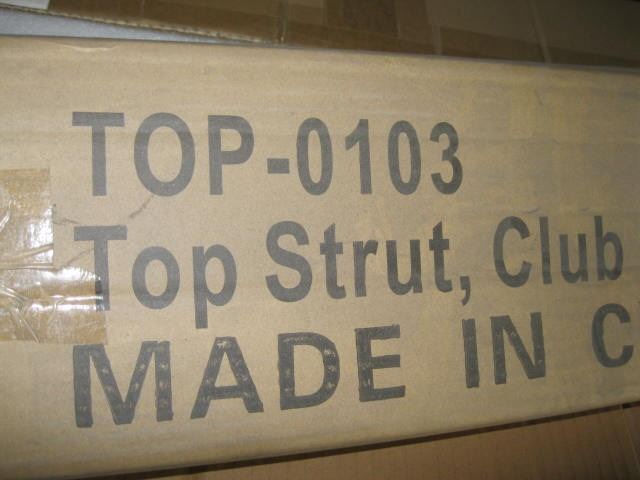 TOP-0103
Top Strut, Club
MADE IN C